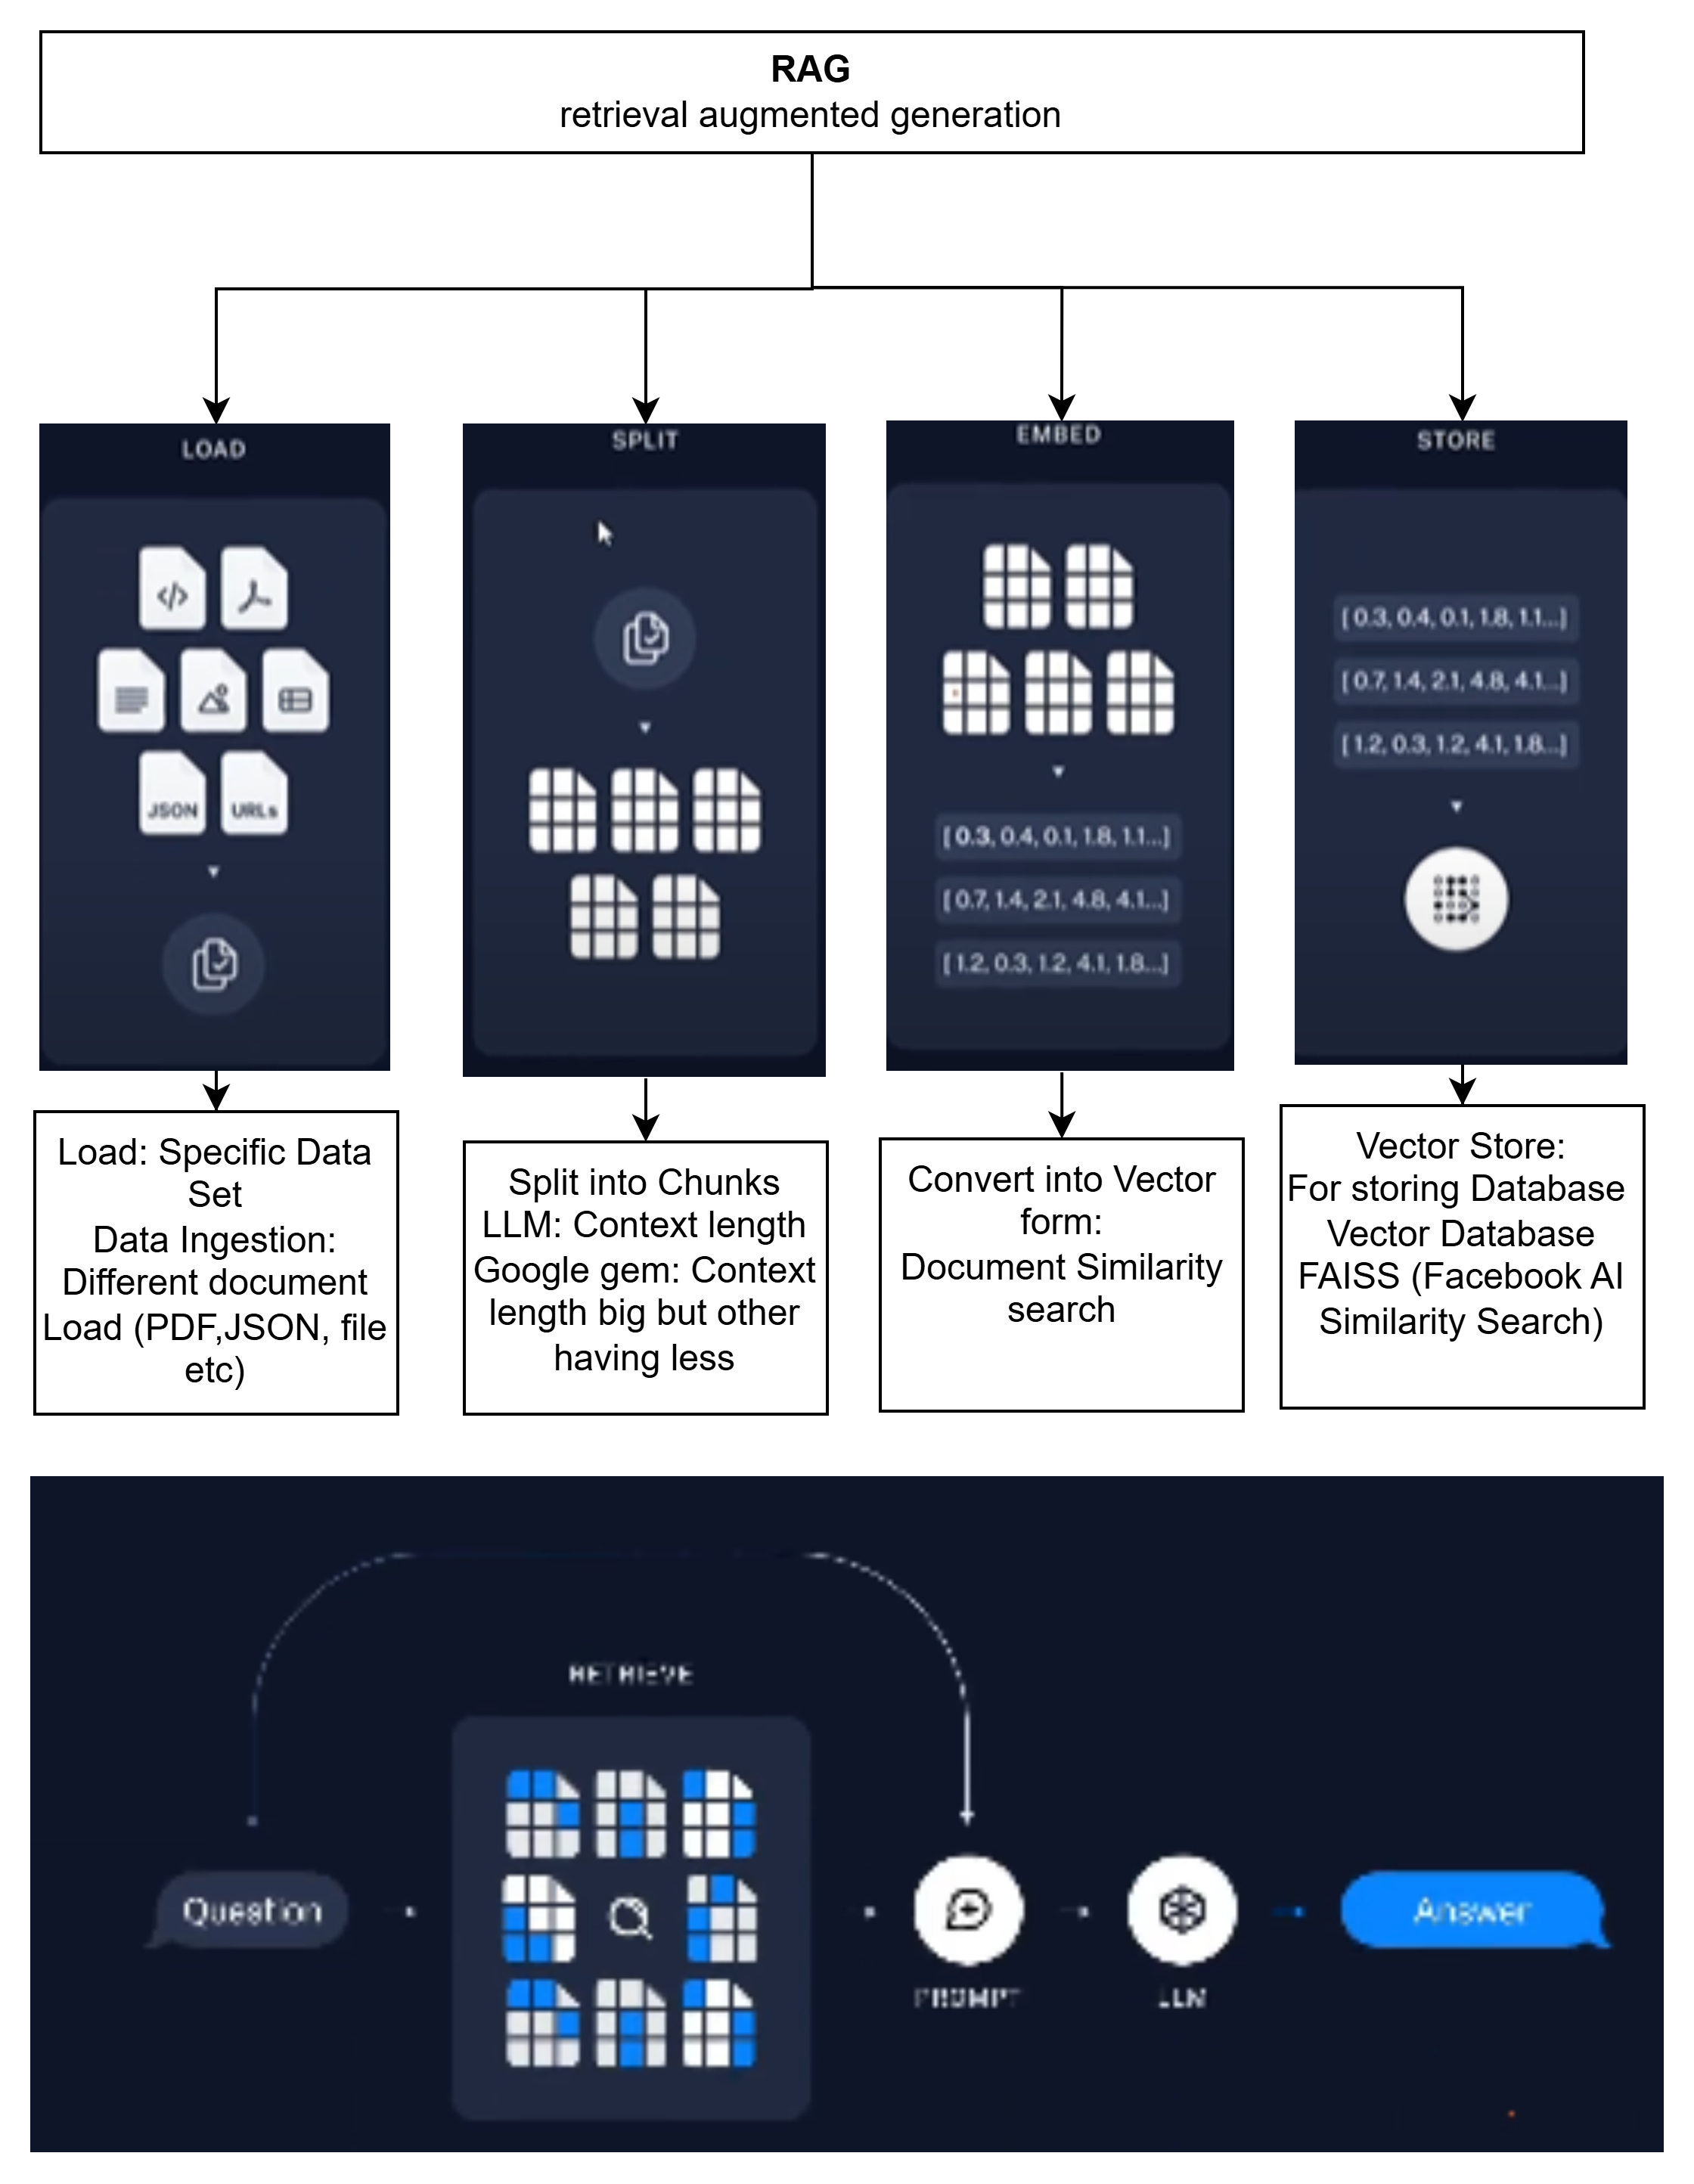 RAG
retrieval augmented generation
LOAD
JSON
URLs
SPLIT
EMBED
[ 0.3, 0.4, 0.1, 1.8, 1.1...]
[ 0.7, 1.4, 2.1, 4.8, 4.1...]
[ 1.2, 0.3, 1.2, 4.1, 1.8...]
STORE
[ 0.3, 0.4, 0.1, 1.8, 1.1...]
[ 0.7, 1.4, 2.1, 4.8, 4.1...]
[ 1.2, 0.3, 1.2, 4.1, 1.8...]
Load: Specific Data
Set
Data Ingestion:
Different document
Load (PDF,JSON, file
etc)
Split into Chunks
LLM: Context length
Google gem: Context
length big but other
having less
Convert into Vector
form:
Document Similarity
search
Vector Store:
For storing Database
Vector Database
FAISS (Facebook AI
Similarity Search)
RETRIEVE
Question
PROMPT
LLM
Answer